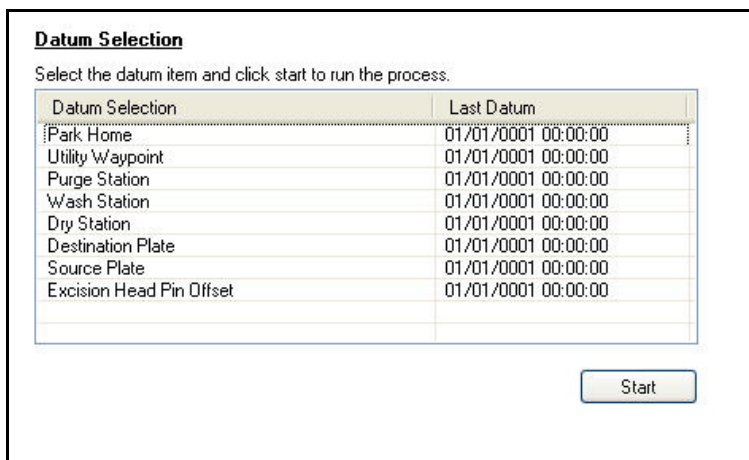 Datum Selection
Select the datum item and click start to run the process.
Datum Selection Last Datum
Park Home 01/01/0001 00:00:00
Utility Waypoint 01/01/0001 00:00:00
Purge Station 01/01/0001 00:00:00
Wash Station 01/01/0001 00:00:00
Dry Station 01/01/0001 00:00:00
Destination Plate 01/01/0001 00:00:00
Source Plate 01/01/0001 00:00:00
Excision Head Pin Offset 01/01/0001 00:00:00
Start